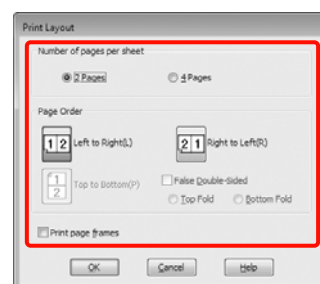 Print Layout
Number of pages per sheet
2 Pages 4 Pages
Page Order
1 2 Left to Right(L) 2 1 Right to Left(R)
1 2 Top to Bottom(P) False Double-Sided
Top Fold Bottom Fold
Print page frames
OK Cancel Help